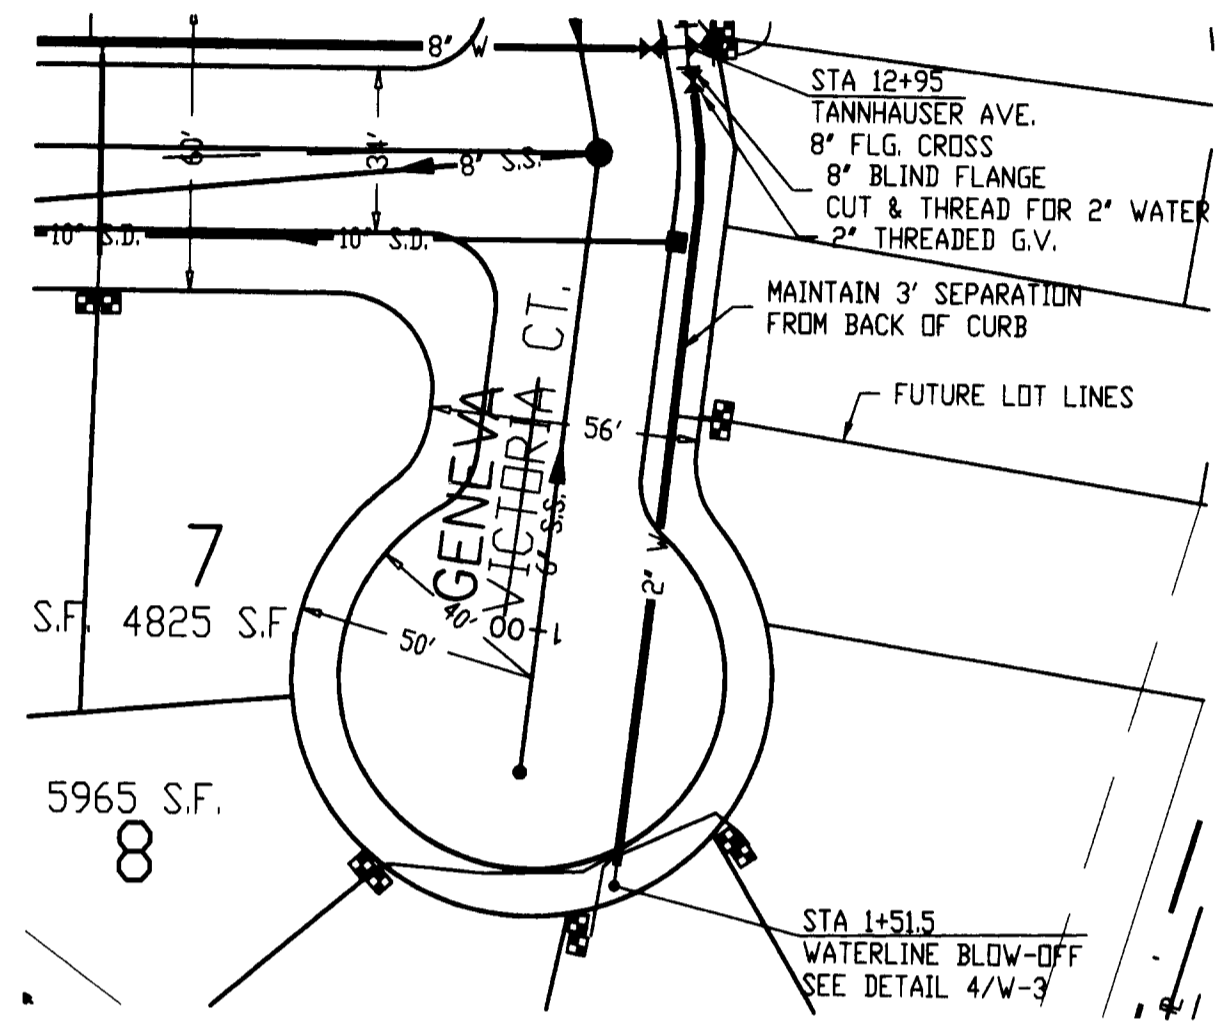 8" W
STA 12+95
TANNHAUSER AVE.
8" FLG. CROSS
8" BLIND FLANGE
CUT & THREAD FOR 2" WATER
2" THREADED G.V.
60'
34'
8" S.S.
10" S.D.
10" S.D.
MAINTAIN 3' SEPARATION
FROM BACK OF CURB
FUTURE LOT LINES
56'
GENEVA
VICTORIA CT.
S.S.
2" W
7
S.F. 4825 S.F.
40'
50'
1+00
5965 S.F.
8
STA 1+51.5
WATERLINE BLOW-OFF
SEE DETAIL 4/W-3